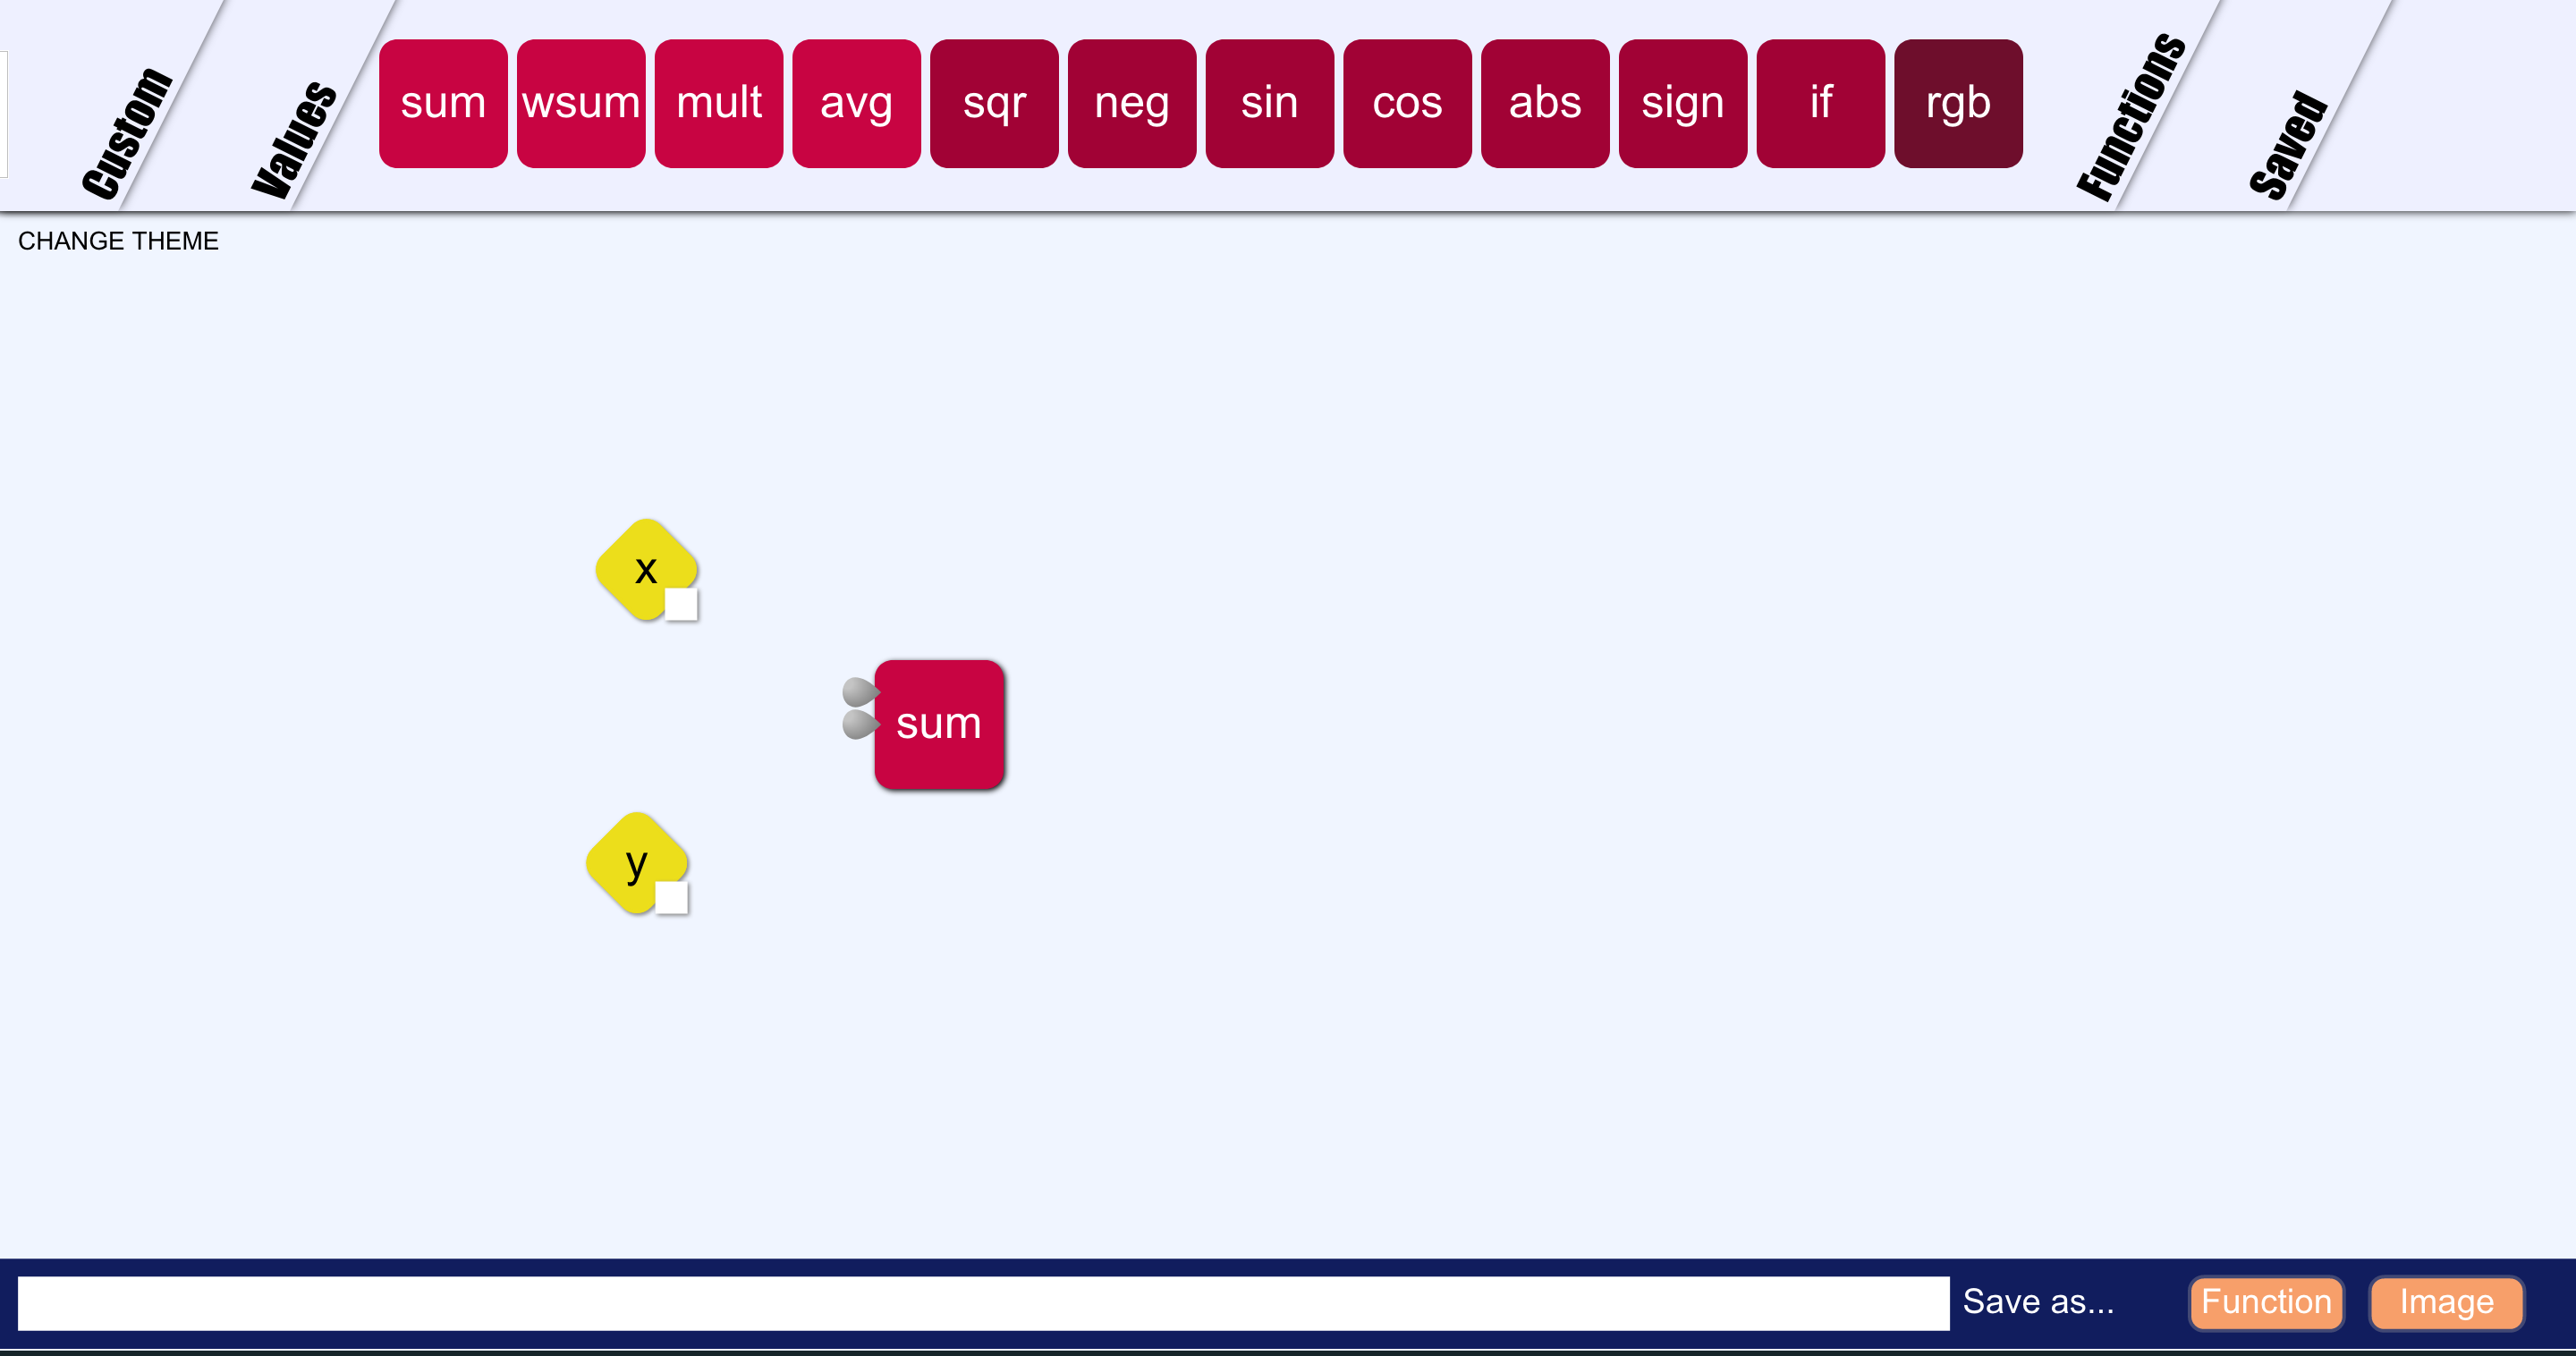 Custom
Values
sum wsum mult avg sqr neg sin cos abs sign if rgb
Functions
Saved
CHANGE THEME
x
sum
y
Save as... Function Image